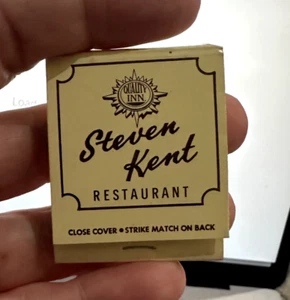 QUALITY
INN
Steven
Kent
RESTAURANT
CLOSE COVER • STRIKE MATCH ON BACK